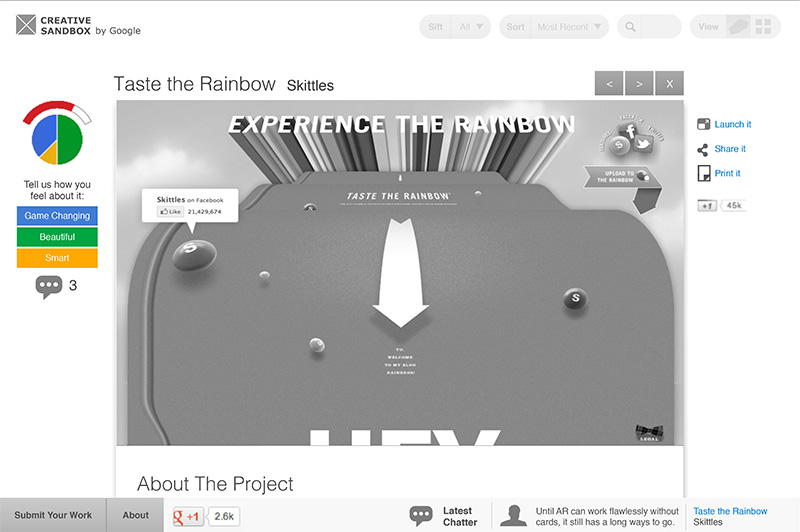 CREATIVE
SANDBOX by Google
Sift All
Sort Most Recent
View
Taste the Rainbow Skittles
< > X
EXPERIENCE THE RAINBOW
FACEBOOK TWITTER
UPLOAD TO
THE RAINBOW
Launch it
Share it
Print it
+1 45k
Tell us how you
feel about it:
Game Changing
Beautiful
Smart
3
TASTE THE RAINBOW
Skittles on Facebook
Like 21,429,674
S
S
S
TO,
WELCOME
TO MY BLOG
RAINBOW!
HEY
LEGAL
About The Project
Submit Your Work
About
g +1 2.6k
Latest
Chatter
Until AR can work flawlessly without
cards, it still has a long ways to go.
Taste the Rainbow
Skittles